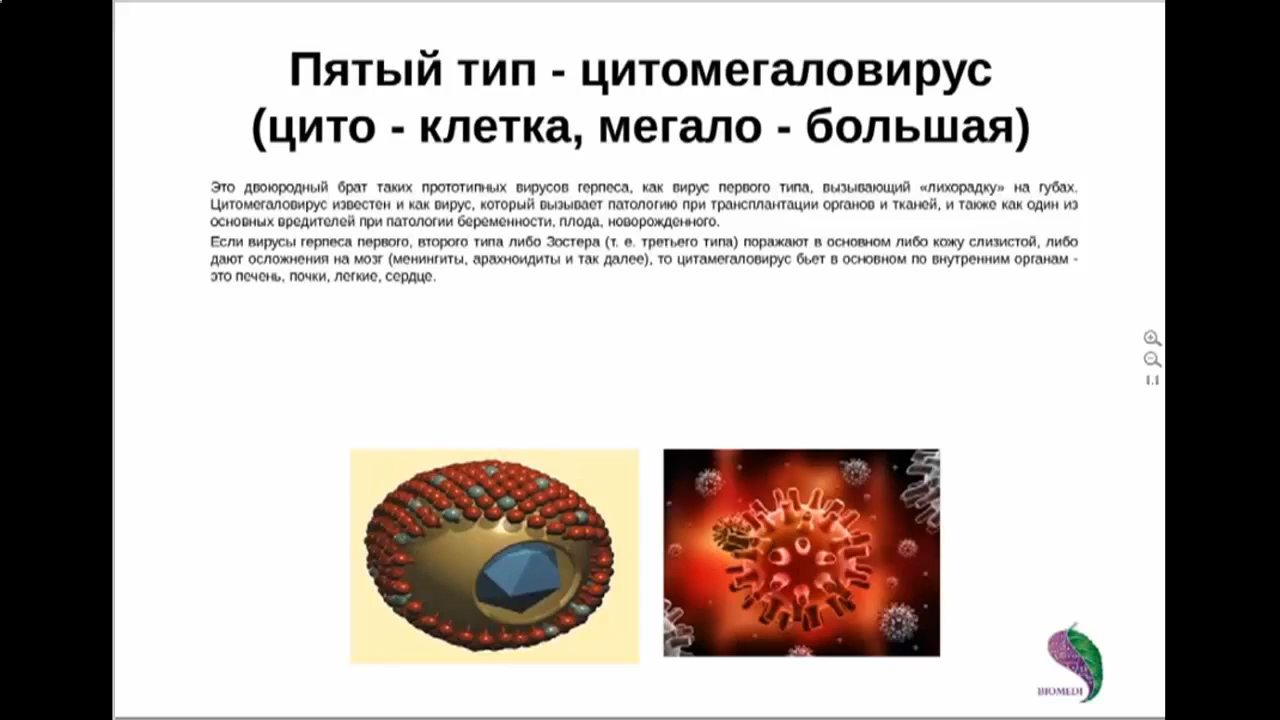 Пятый тип - цитомегаловирус
(цито - клетка, мегало - большая)
Это двоюродный брат таких прототипных вирусов герпеса, как вирус первого типа, вызывающий «лихорадку» на губах.
Цитомегаловирус известен и как вирус, который вызывает патологию при трансплантации органов и тканей, и также как один из
основных вредителей при патологии беременности, плода, новорожденного.
Если вирусы герпеса первого, второго типа либо Зостера (т. е. третьего типа) поражают в основном либо кожу слизистой, либо
дают осложнения на мозг (менингиты, арахноидиты и так далее), то цитамегаловирус бьет в основном по внутренним органам -
это печень, почки, легкие, сердце.
1.1
BIOMEDI